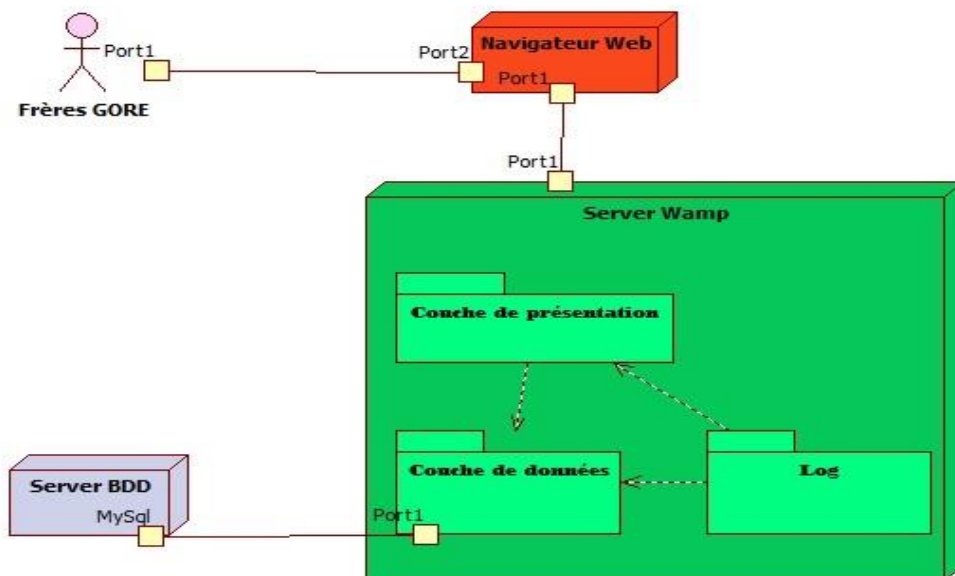 Port1
Port2
Navigateur Web
Port1
Frères GORE
Port1
Server Wamp
Couche de présentation
Couche de données
Log
Server BDD
MySql
Port1